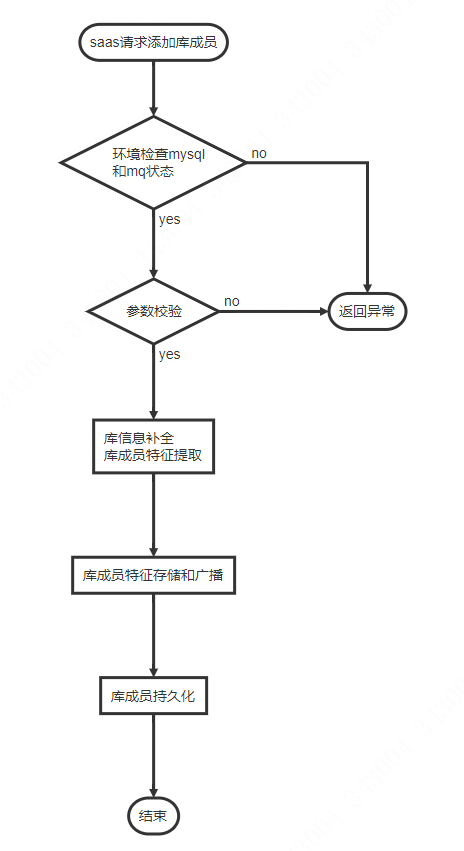 saas请求添加库成员
环境检查mysql
和mq状态
no
yes
参数校验
no
返回异常
yes
库信息补全
库成员特征提取
库成员特征存储和广播
库成员持久化
结束